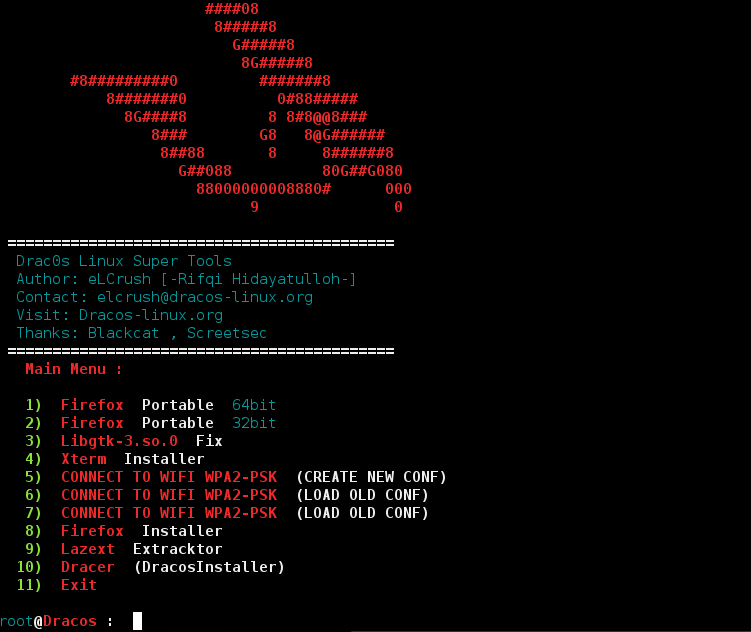 ####08
8#####8
G#####8
8G#####8
#8#########0 #######8
8#######0 0#88#####
8G####8 8 8#8@@8###
8### G8 8@G######
8##88 8 8######8
G##088 80G##G080
88000000008880# 000
9 0
===========================================
Drac0s Linux Super Tools
Author: eLCrush [-Rifqi Hidayatulloh-]
Contact: elcrush@dracos-linux.org
Visit: Dracos-linux.org
Thanks: Blackcat , Screetsec
===========================================
Main Menu :
1) Firefox Portable 64bit
2) Firefox Portable 32bit
3) Libgtk-3.so.0 Fix
4) Xterm Installer
5) CONNECT TO WIFI WPA2-PSK (CREATE NEW CONF)
6) CONNECT TO WIFI WPA2-PSK (LOAD OLD CONF)
7) CONNECT TO WIFI WPA2-PSK (LOAD OLD CONF)
8) Firefox Installer
9) Lazext Extracktor
10) Dracer (DracosInstaller)
11) Exit
root@Dracos :